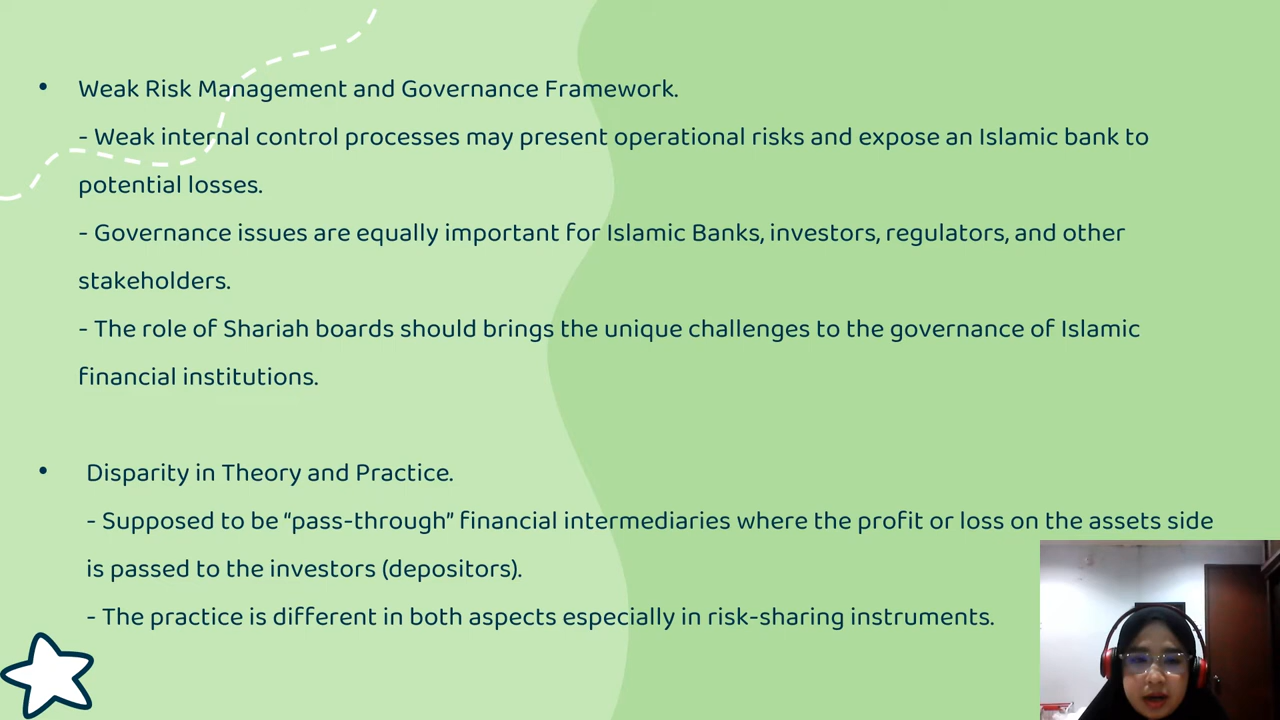 • Weak Risk Management and Governance Framework.
- Weak internal control processes may present operational risks and expose an Islamic bank to
potential losses.
- Governance issues are equally important for Islamic Banks, investors, regulators, and other
stakeholders.
- The role of Shariah boards should brings the unique challenges to the governance of Islamic
financial institutions.
• Disparity in Theory and Practice.
- Supposed to be “pass-through” financial intermediaries where the profit or loss on the assets side
is passed to the investors (depositors).
- The practice is different in both aspects especially in risk-sharing instruments.